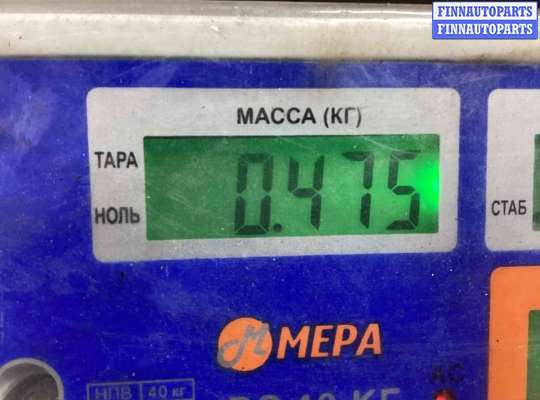 FINNAUTOPARTS
FINNAUTOPARTS
МАССА (КГ)
ТАРА
0.475
НОЛЬ
СТАБ
МЕРА
НПВ 40 кг